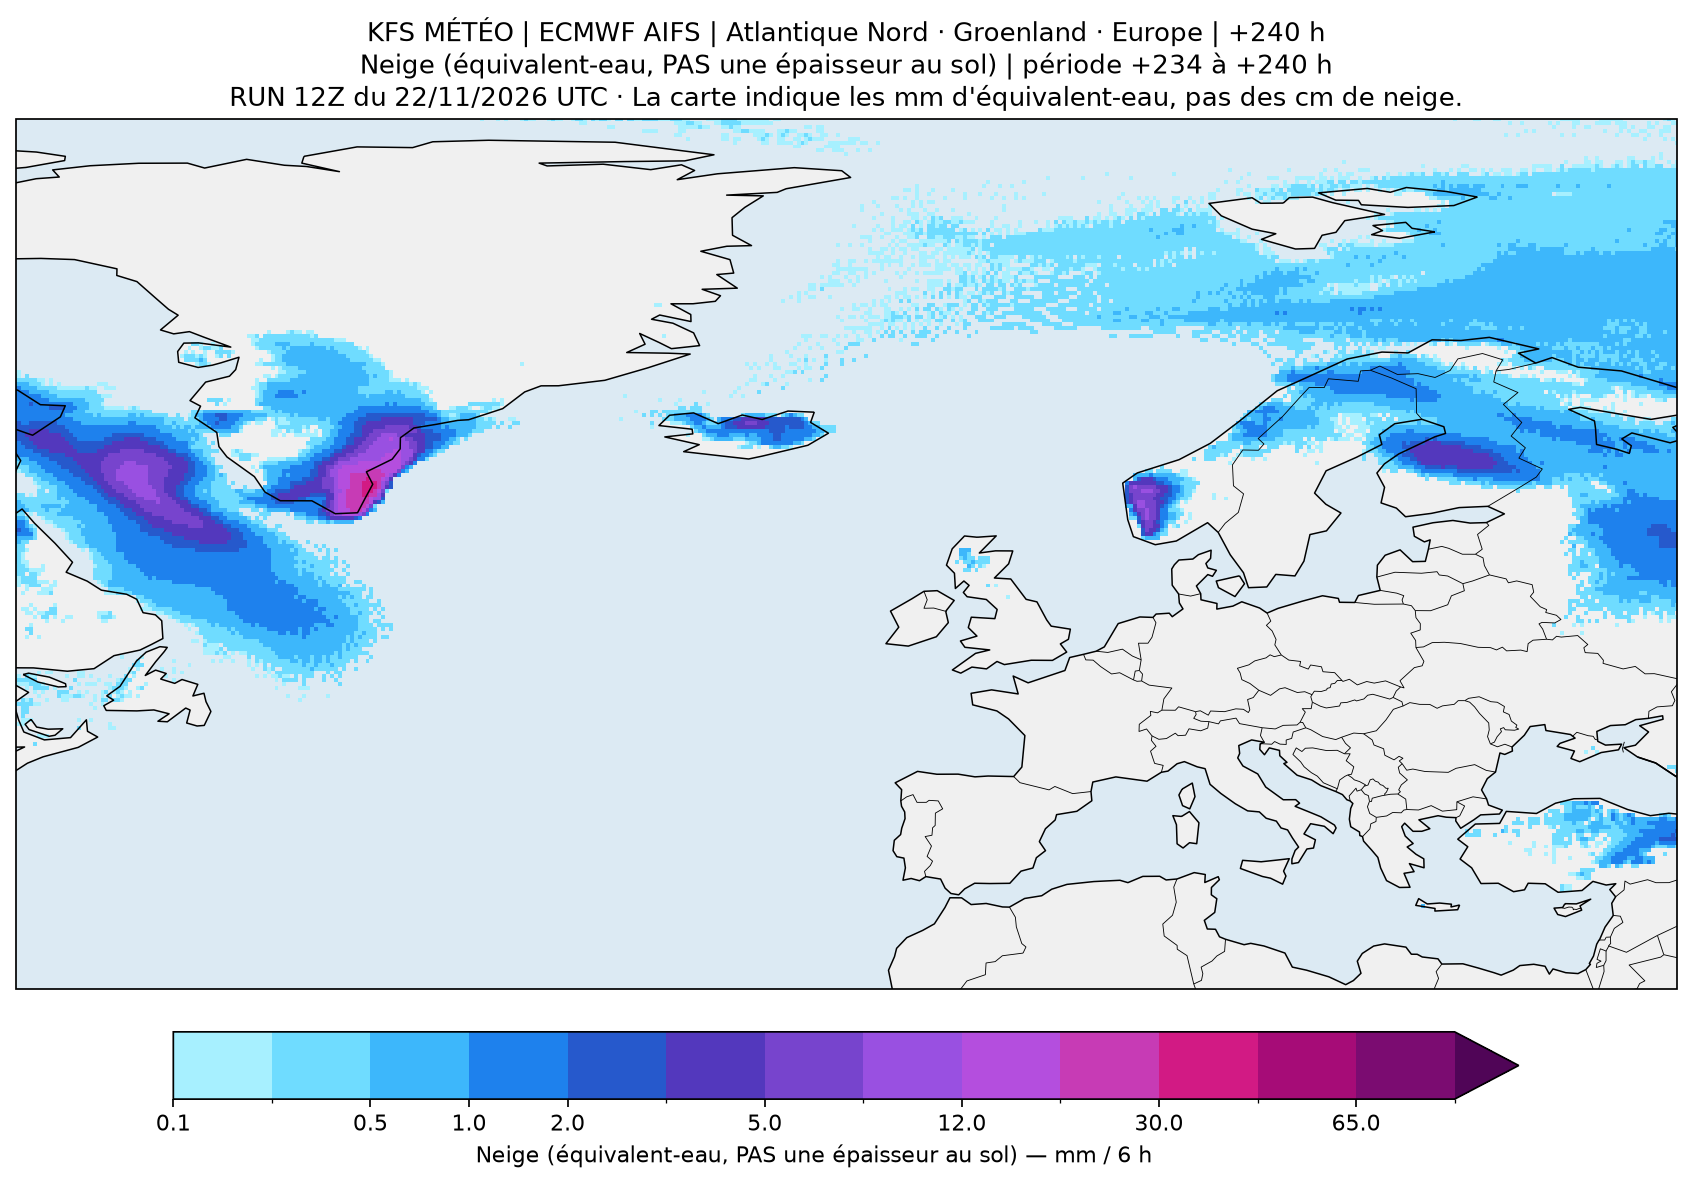 KFS MÉTÉO | ECMWF AIFS | Atlantique Nord · Groenland · Europe | +240 h
Neige (équivalent-eau, PAS une épaisseur au sol) | période +234 à +240 h
RUN 12Z du 22/11/2026 UTC · La carte indique les mm d'équivalent-eau, pas des cm de neige.
0.1 0.5 1.0 2.0 5.0 12.0 30.0 65.0
Neige (équivalent-eau, PAS une épaisseur au sol) — mm / 6 h